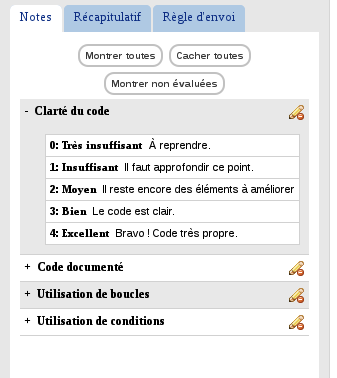 Notes Récapitulatif Règle d'envoi
Montrer toutes Cacher toutes
Montrer non évaluées
- Clarté du code
0: Très insuffisant À reprendre.
1: Insuffisant Il faut approfondir ce point.
2: Moyen Il reste encore des éléments à améliorer
3: Bien Le code est clair.
4: Excellent Bravo ! Code très propre.
+ Code documenté
+ Utilisation de boucles
+ Utilisation de conditions